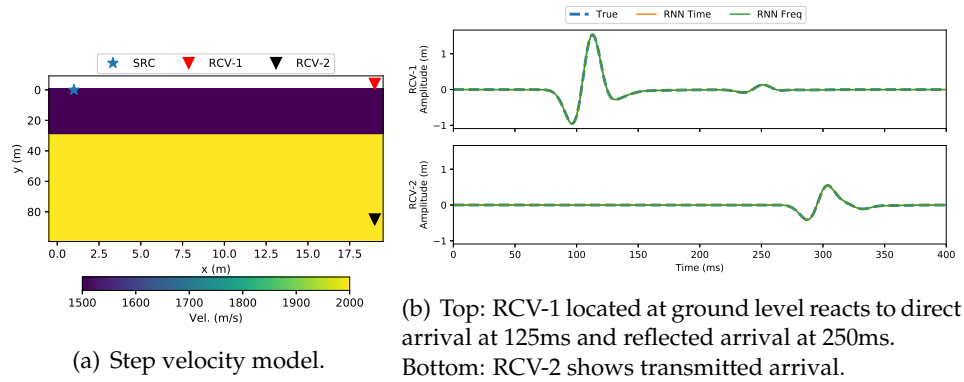 SRC RCV-1 RCV-2
0
20
40
60
80
y (m)
0.0 2.5 5.0 7.5 10.0 12.5 15.0 17.5
x (m)
1500 1600 1700 1800 1900 2000
Vel. (m/s)
(a) Step velocity model.
True RNN Time RNN Freq
1
0
−1
RCV-1
Amplitude (m)
1
0
−1
RCV-2
Amplitude (m)
0 50 100 150 200 250 300 350 400
Time (ms)
(b) Top: RCV-1 located at ground level reacts to direct
arrival at 125ms and reflected arrival at 250ms.
Bottom: RCV-2 shows transmitted arrival.